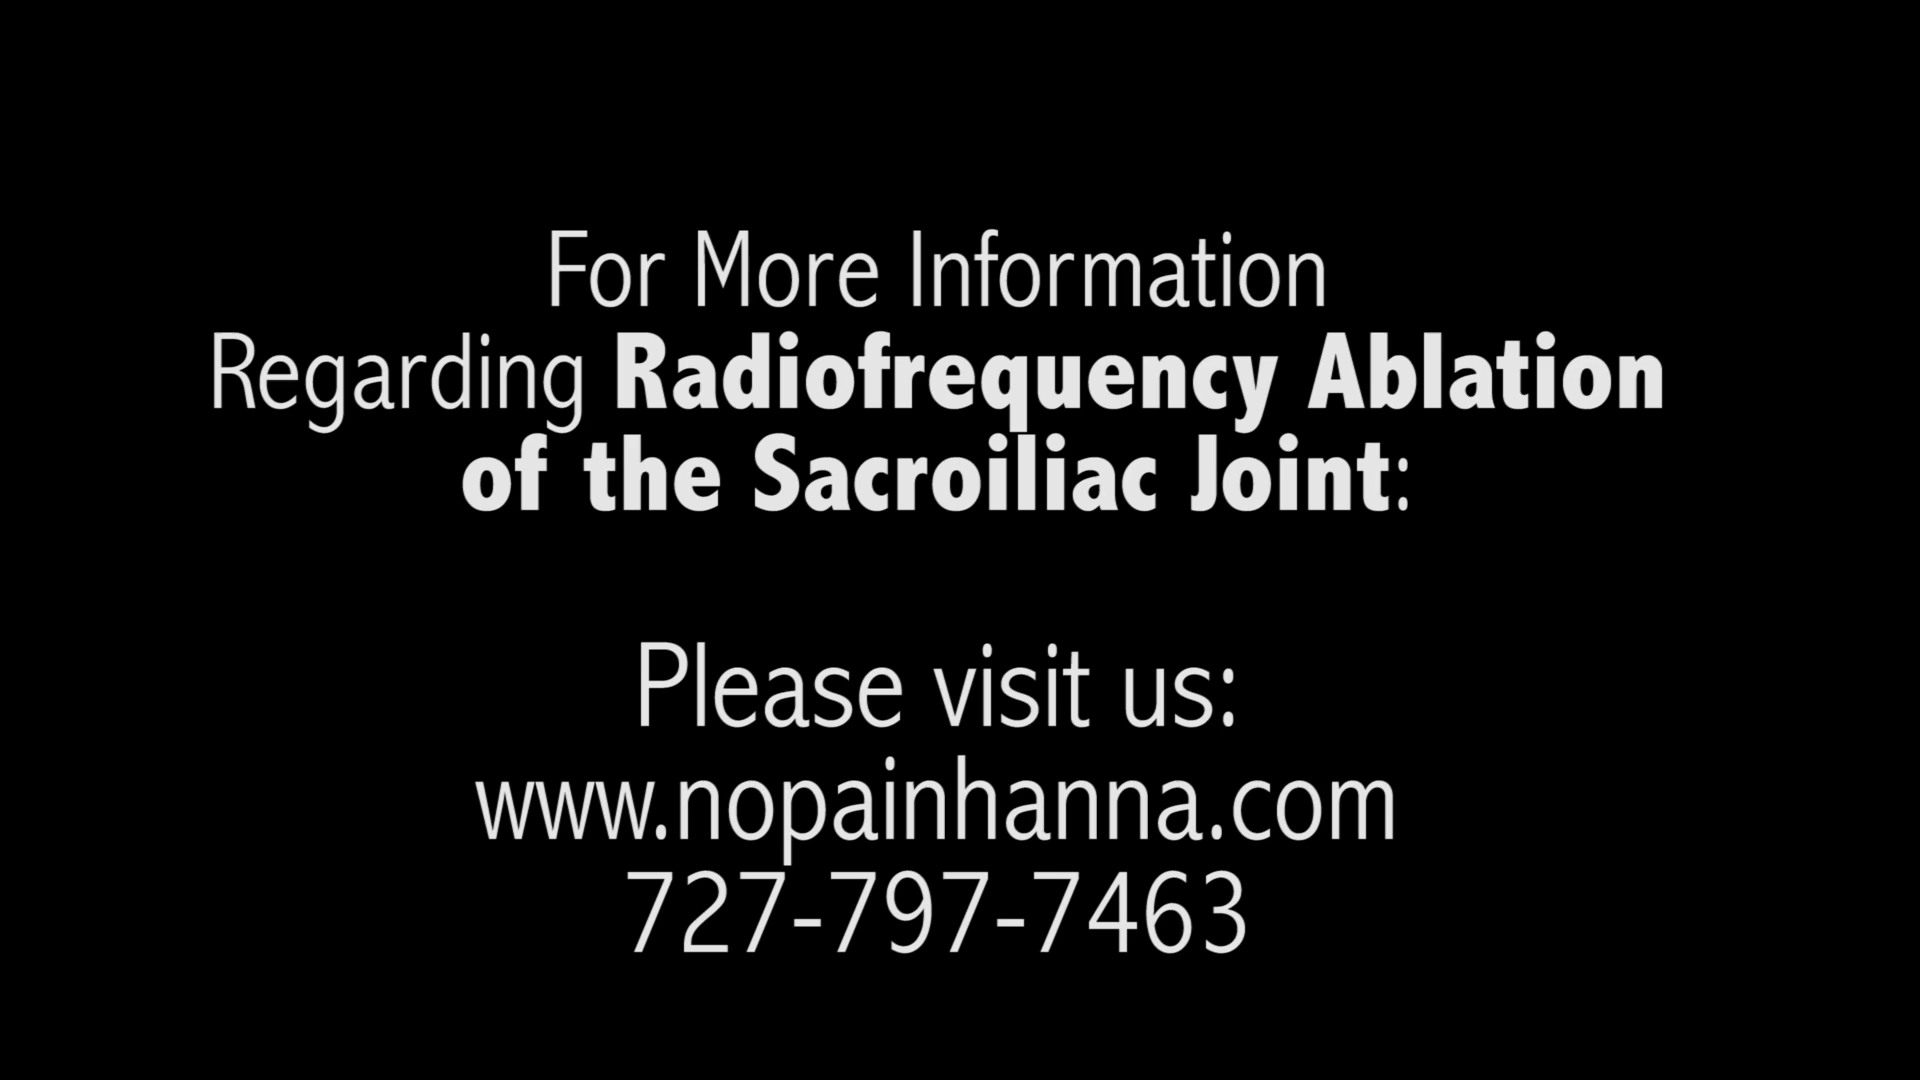 For More Information
Regarding Radiofrequency Ablation
of the Sacroiliac Joint:
Please visit us:
www.nopainhanna.com
727-797-7463